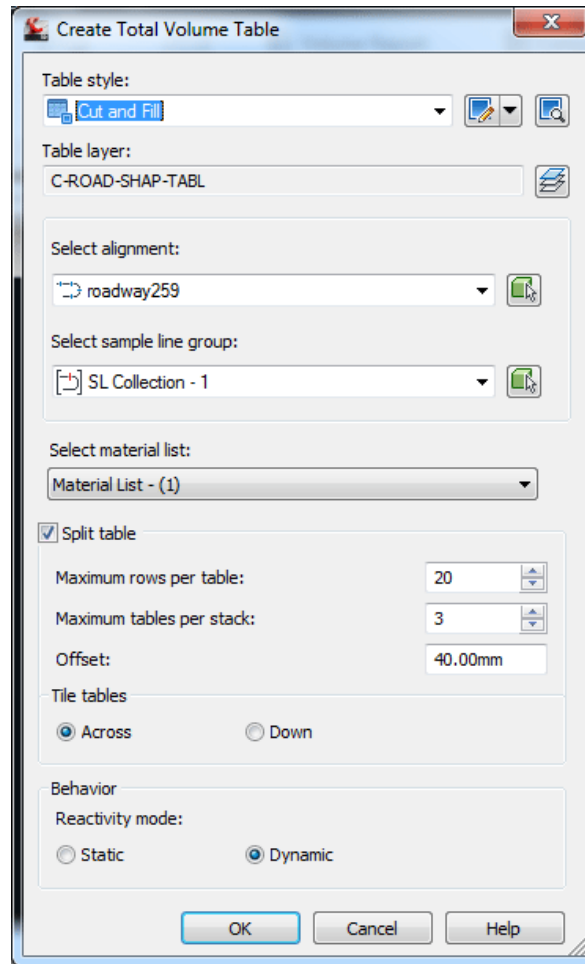 Create Total Volume Table
Table style:
Cut and Fill
Table layer:
C-ROAD-SHAP-TABL
Select alignment:
roadway259
Select sample line group:
SL Collection - 1
Select material list:
Material List - (1)
Split table
Maximum rows per table: 20
Maximum tables per stack: 3
Offset: 40.00mm
Tile tables
Across Down
Behavior
Reactivity mode:
Static Dynamic
OK Cancel Help